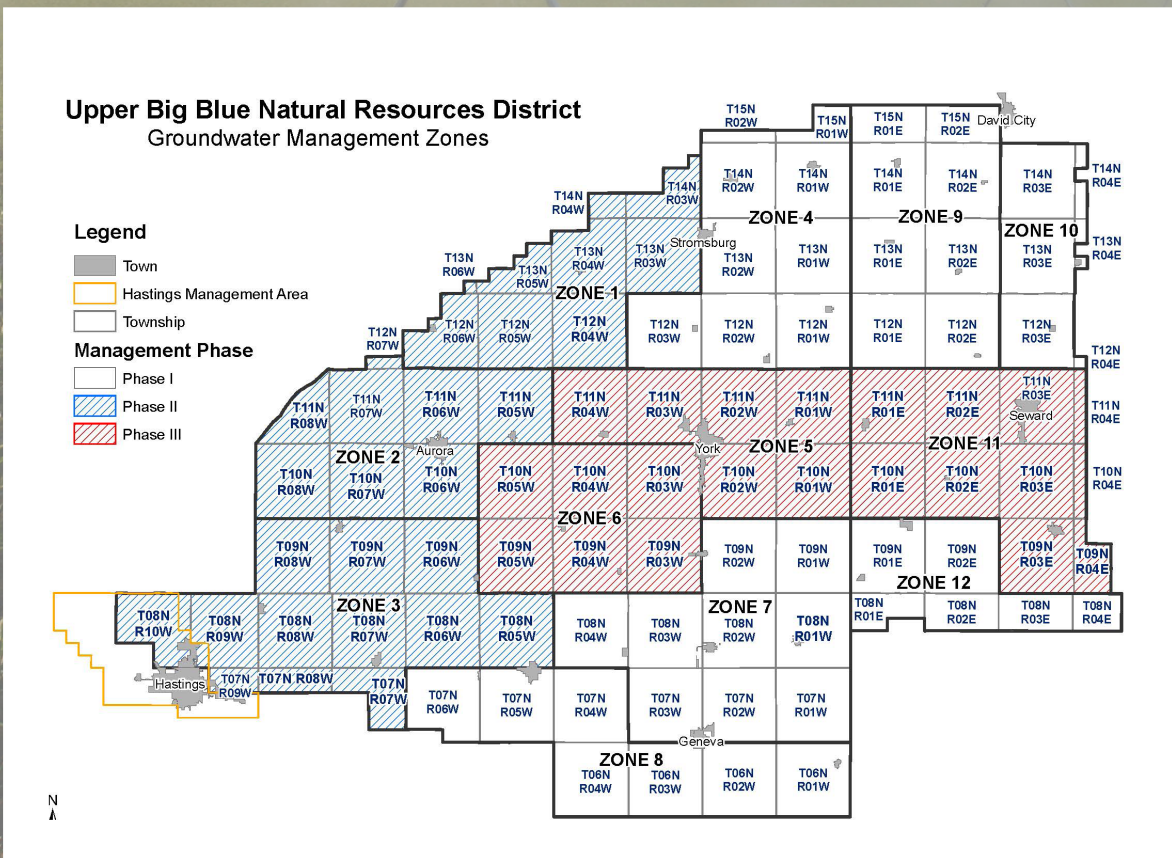 Upper Big Blue Natural Resources District
Groundwater Management Zones
Legend
Town
Hastings Management Area
Township
Management Phase
Phase I
Phase II
Phase III
T15N
R02W
T15N
R01W
T15N
R01E
T15N
R02E
David City
T14N
R04W
T14N
R03W
T14N
R02W
T14N
R01W
T14N
R01E
T14N
R02E
T14N
R03E
T14N
R04E
ZONE 4
ZONE 9
ZONE 10
Stromsburg
T13N
R06W
T13N
R05W
T13N
R04W
T13N
R03W
T13N
R02W
T13N
R01W
T13N
R01E
T13N
R02E
T13N
R03E
T13N
R04E
ZONE 1
T12N
R07W
T12N
R06W
T12N
R05W
T12N
R04W
T12N
R03W
T12N
R02W
T12N
R01W
T12N
R01E
T12N
R02E
T12N
R03E
T12N
R04E
T11N
R08W
T11N
R07W
T11N
R06W
T11N
R05W
T11N
R04W
T11N
R03W
T11N
R02W
T11N
R01W
T11N
R01E
T11N
R02E
T11N
R03E
Seward
T11N
R04E
ZONE 2
Aurora
York
ZONE 5
ZONE 11
T10N
R08W
T10N
R07W
T10N
R06W
T10N
R05W
T10N
R04W
T10N
R03W
T10N
R02W
T10N
R01W
T10N
R01E
T10N
R02E
T10N
R03E
T10N
R04E
ZONE 6
T09N
R08W
T09N
R07W
T09N
R06W
T09N
R05W
T09N
R04W
T09N
R03W
T09N
R02W
T09N
R01W
T09N
R01E
T09N
R02E
T09N
R03E
T09N
R04E
ZONE 12
ZONE 3
ZONE 7
T08N
R10W
T08N
R09W
T08N
R08W
T08N
R07W
T08N
R06W
T08N
R05W
T08N
R04W
T08N
R03W
T08N
R02W
T08N
R01W
T08N
R01E
T08N
R02E
T08N
R03E
T08N
R04E
Hastings
T07N
R09W
T07N R08W
T07N
R07W
T07N
R06W
T07N
R05W
T07N
R04W
T07N
R03W
T07N
R02W
T07N
R01W
Geneva
ZONE 8
T06N
R04W
T06N
R03W
T06N
R02W
T06N
R01W
N